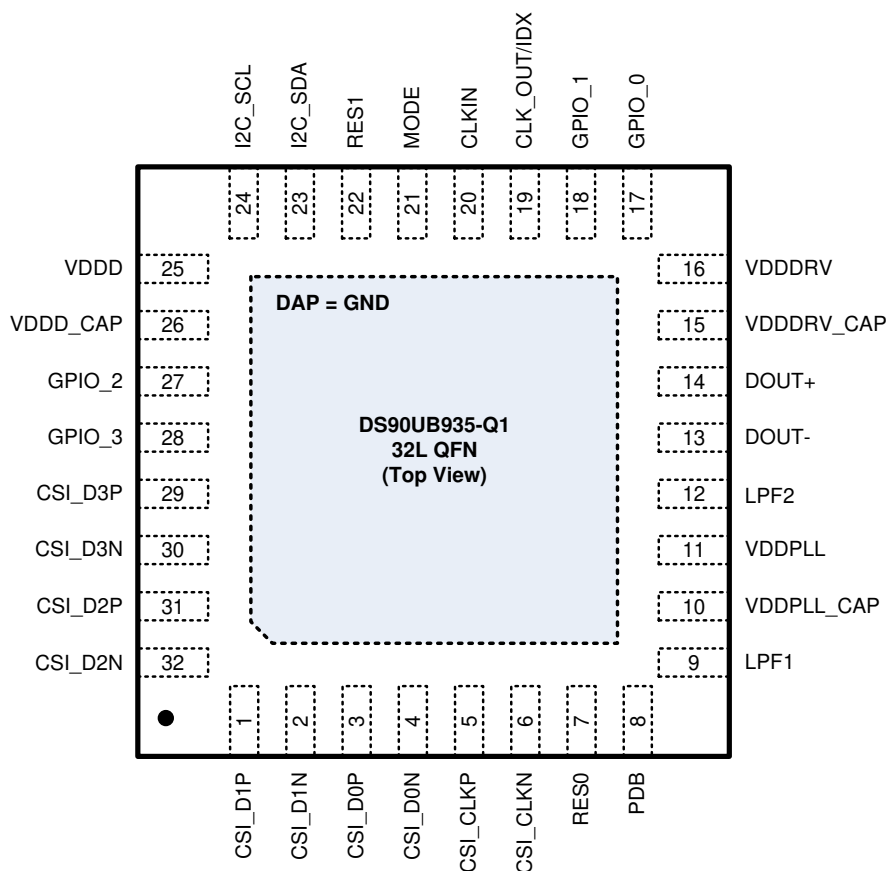 I2C_SCL
I2C_SDA
RES1
MODE
CLKIN
CLK_OUT/IDX
GPIO_1
GPIO_0
24
23
22
21
20
19
18
17
VDDD 25
VDDD_CAP 26
GPIO_2 27
GPIO_3 28
CSI_D3P 29
CSI_D3N 30
CSI_D2P 31
CSI_D2N 32
DAP = GND
DS90UB935-Q1
32L QFN
(Top View)
16 VDDDRV
15 VDDDRV_CAP
14 DOUT+
13 DOUT-
12 LPF2
11 VDDPLL
10 VDDPLL_CAP
9 LPF1
1
2
3
4
5
6
7
8
CSI_D1P
CSI_D1N
CSI_D0P
CSI_D0N
CSI_CLKP
CSI_CLKN
RES0
PDB